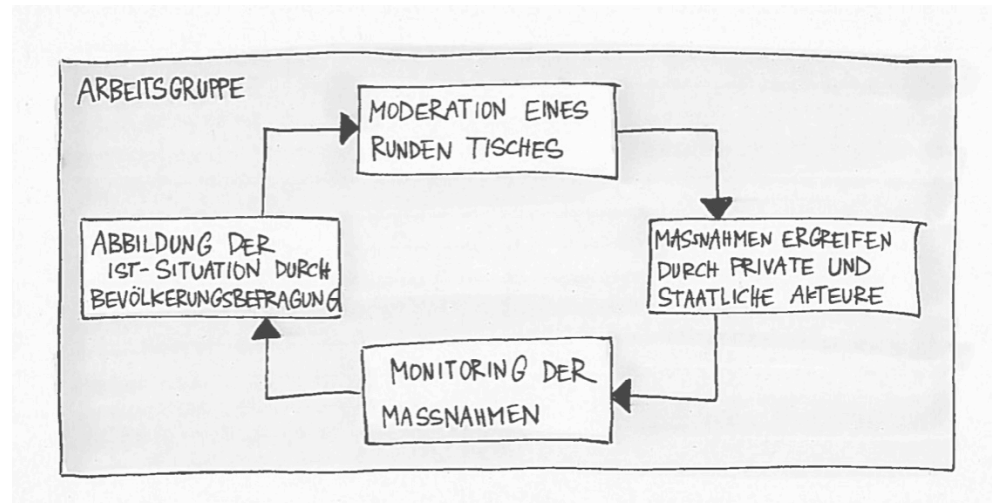 ARBEITSGRUPPE
MODERATION EINES
RUNDEN TISCHES
ABBILDUNG DER
IST-SITUATION DURCH
BEVÖLKERUNGSBEFRAGUNG
MASSNAHMEN ERGREIFEN
DURCH PRIVATE UND
STAATLICHE AKTEURE
MONITORING DER
MASSNAHMEN